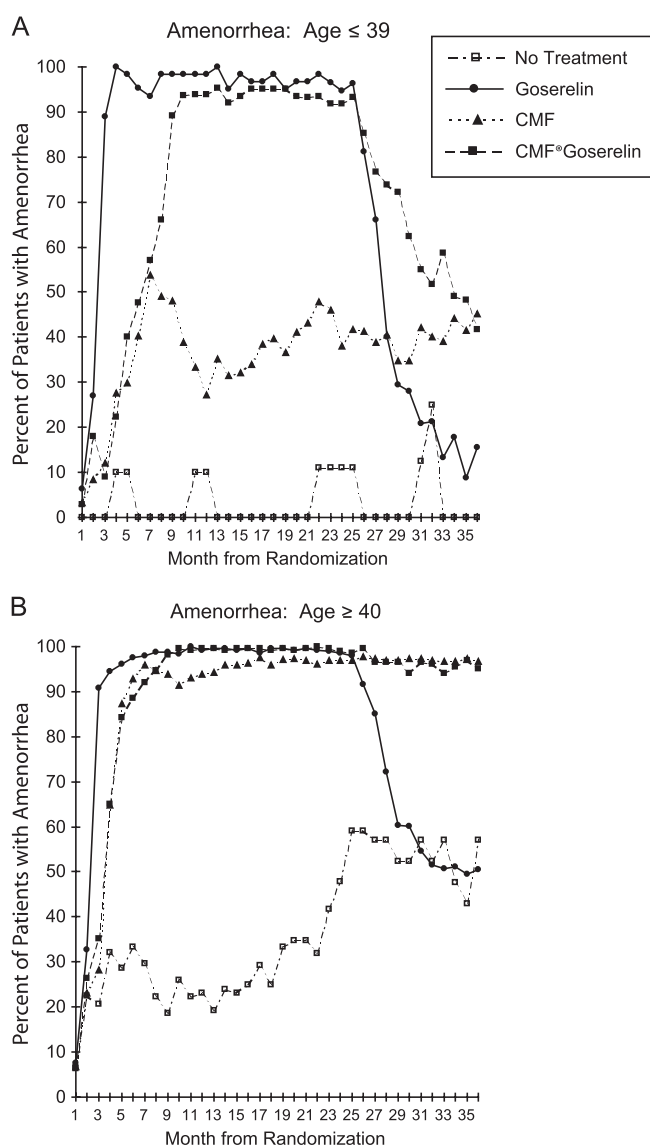 A
Amenorrhea: Age ≤ 39
No Treatment
Goserelin
CMF
CMF®Goserelin
Percent of Patients with Amenorrhea
100
90
80
70
60
50
40
30
20
10
0
1 3 5 7 9 11 13 15 17 19 21 23 25 27 29 31 33 35
Month from Randomization
B
Amenorrhea: Age ≥ 40
Percent of Patients with Amenorrhea
100
90
80
70
60
50
40
30
20
10
0
1 3 5 7 9 11 13 15 17 19 21 23 25 27 29 31 33 35
Month from Randomization